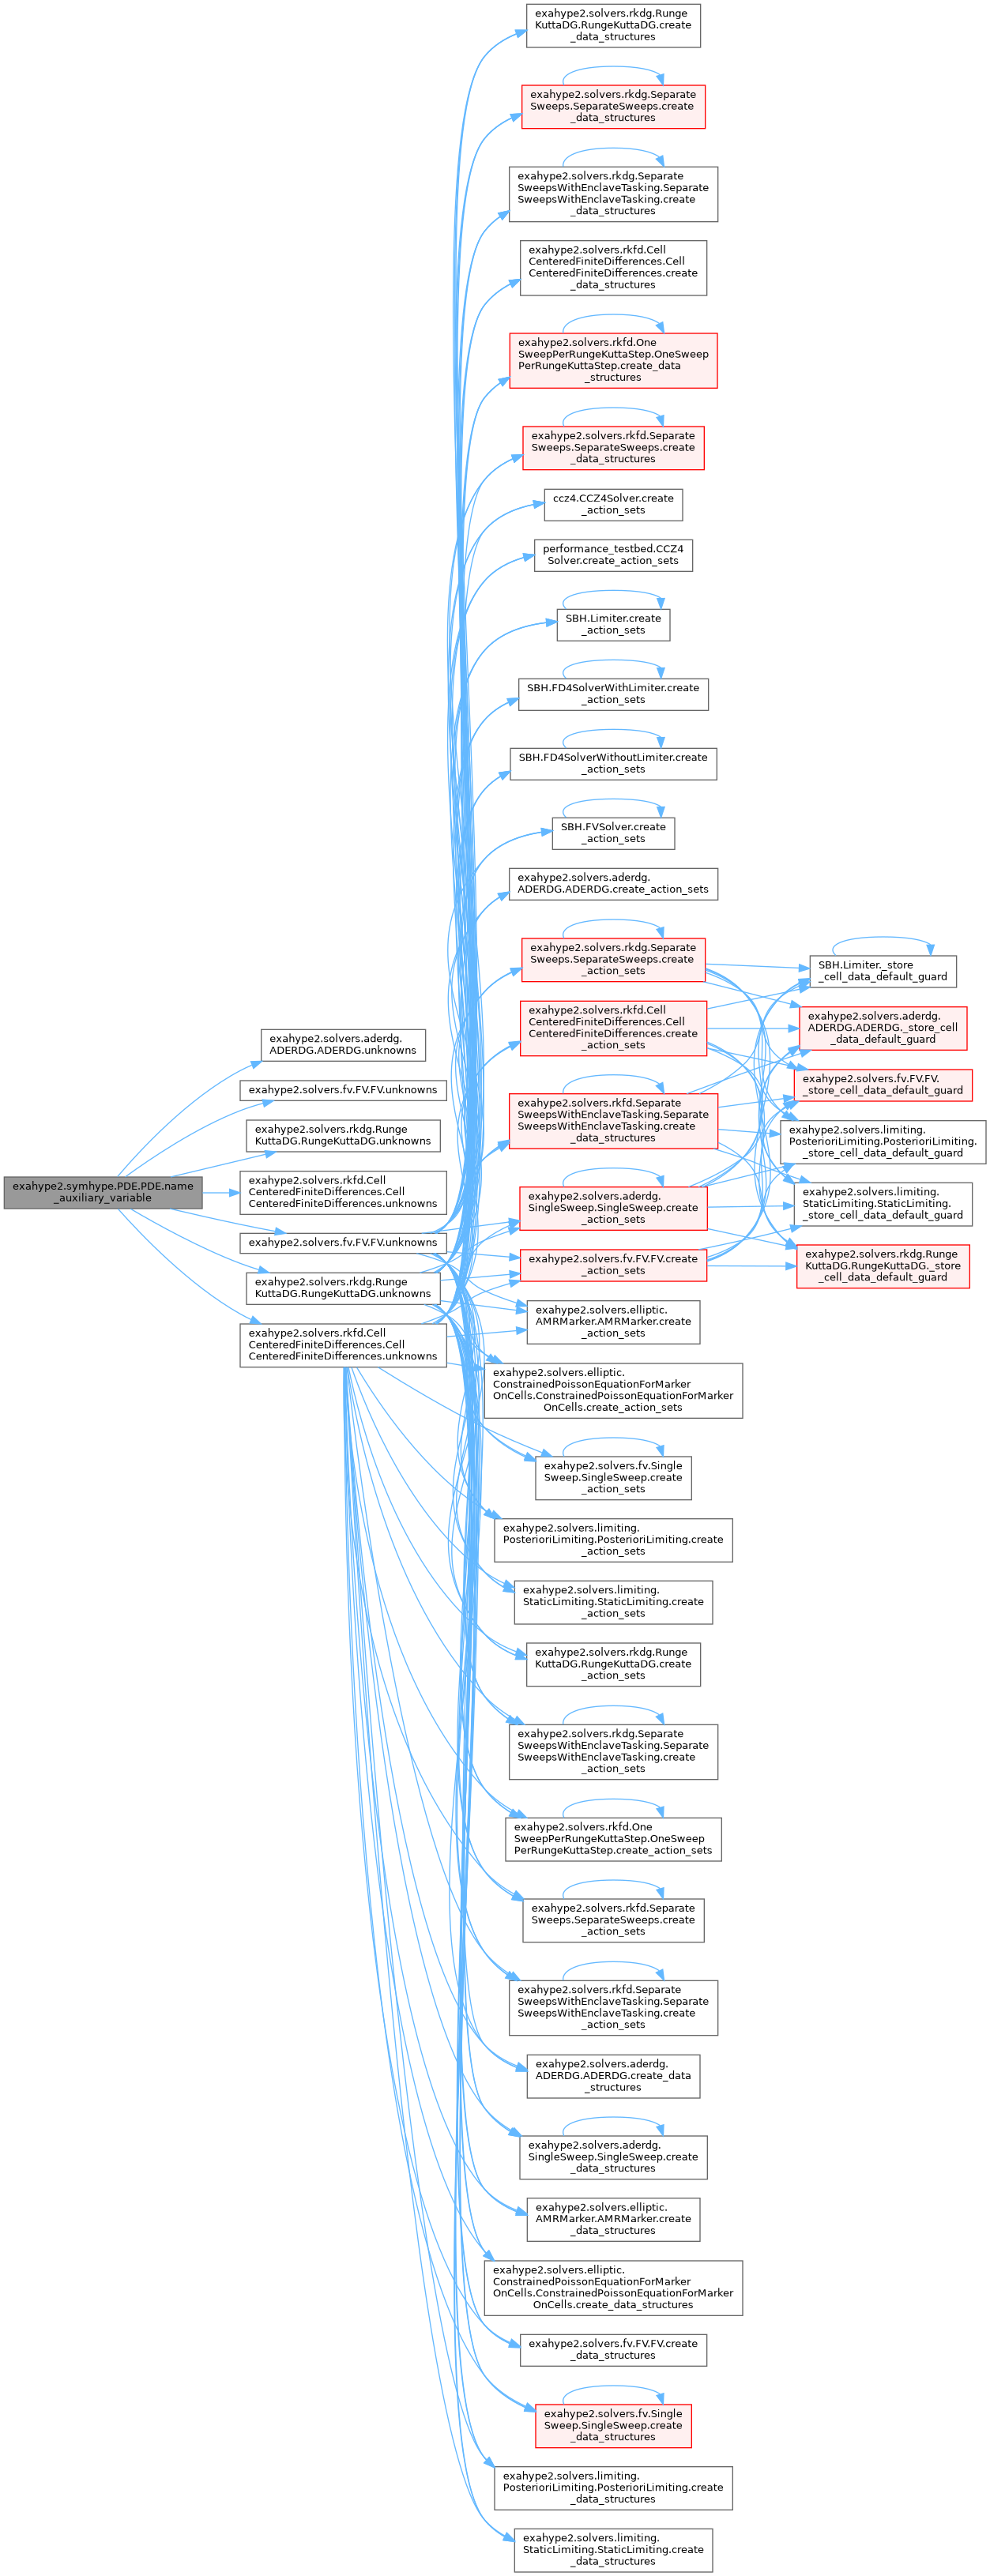 exahype2.symhype.PDE.PDE.name
_auxiliary_variable
exahype2.solvers.aderdg.
ADERDG.ADERDG.unknowns
exahype2.solvers.fv.FV.FV.unknowns
exahype2.solvers.rkdg.Runge
KuttaDG.RungeKuttaDG.unknowns
exahype2.solvers.rkfd.Cell
CenteredFiniteDifferences.Cell
CenteredFiniteDifferences.unknowns
exahype2.solvers.fv.FV.FV.unknowns
exahype2.solvers.rkdg.Runge
KuttaDG.RungeKuttaDG.unknowns
exahype2.solvers.rkfd.Cell
CenteredFiniteDifferences.Cell
CenteredFiniteDifferences.unknowns
exahype2.solvers.rkdg.Runge
KuttaDG.RungeKuttaDG.create
_data_structures
exahype2.solvers.rkdg.Separate
Sweeps.SeparateSweeps.create
_data_structures
exahype2.solvers.rkdg.Separate
SweepsWithEnclaveTasking.Separate
SweepsWithEnclaveTasking.create
_data_structures
exahype2.solvers.rkfd.Cell
CenteredFiniteDifferences.Cell
CenteredFiniteDifferences.create
_data_structures
exahype2.solvers.rkfd.One
SweepPerRungeKuttaStep.OneSweep
PerRungeKuttaStep.create_data
_structures
exahype2.solvers.rkfd.Separate
Sweeps.SeparateSweeps.create
_data_structures
ccz4.CCZ4Solver.create
_action_sets
performance_testbed.CCZ4
Solver.create_action_sets
SBH.Limiter.create
_action_sets
SBH.FD4SolverWithLimiter.create
_action_sets
SBH.FD4SolverWithoutLimiter.create
_action_sets
SBH.FVSolver.create
_action_sets
exahype2.solvers.aderdg.
ADERDG.ADERDG.create_action_sets
exahype2.solvers.rkdg.Separate
Sweeps.SeparateSweeps.create
_action_sets
exahype2.solvers.rkfd.Cell
CenteredFiniteDifferences.Cell
CenteredFiniteDifferences.create
_action_sets
exahype2.solvers.rkfd.Separate
SweepsWithEnclaveTasking.Separate
SweepsWithEnclaveTasking.create
_data_structures
exahype2.solvers.aderdg.
SingleSweep.SingleSweep.create
_action_sets
exahype2.solvers.fv.FV.FV.create
_action_sets
exahype2.solvers.elliptic.
AMRMarker.AMRMarker.create
_action_sets
exahype2.solvers.elliptic.
ConstrainedPoissonEquationForMarker
OnCells.ConstrainedPoissonEquationForMarker
OnCells.create_action_sets
exahype2.solvers.fv.Single
Sweep.SingleSweep.create
_action_sets
exahype2.solvers.limiting.
PosterioriLimiting.PosterioriLimiting.create
_action_sets
exahype2.solvers.limiting.
StaticLimiting.StaticLimiting.create
_action_sets
exahype2.solvers.rkdg.Runge
KuttaDG.RungeKuttaDG.create
_action_sets
exahype2.solvers.rkdg.Separate
SweepsWithEnclaveTasking.Separate
SweepsWithEnclaveTasking.create
_action_sets
exahype2.solvers.rkfd.One
SweepPerRungeKuttaStep.OneSweep
PerRungeKuttaStep.create_action_sets
exahype2.solvers.rkfd.Separate
Sweeps.SeparateSweeps.create
_action_sets
exahype2.solvers.rkfd.Separate
SweepsWithEnclaveTasking.Separate
SweepsWithEnclaveTasking.create
_action_sets
exahype2.solvers.aderdg.
ADERDG.ADERDG.create_data
_structures
exahype2.solvers.aderdg.
SingleSweep.SingleSweep.create
_data_structures
exahype2.solvers.elliptic.
AMRMarker.AMRMarker.create
_data_structures
exahype2.solvers.elliptic.
ConstrainedPoissonEquationForMarker
OnCells.ConstrainedPoissonEquationForMarker
OnCells.create_data_structures
exahype2.solvers.fv.FV.FV.create
_data_structures
exahype2.solvers.fv.Single
Sweep.SingleSweep.create
_data_structures
exahype2.solvers.limiting.
PosterioriLimiting.PosterioriLimiting.create
_data_structures
exahype2.solvers.limiting.
StaticLimiting.StaticLimiting.create
_data_structures
SBH.Limiter._store
_cell_data_default_guard
exahype2.solvers.aderdg.
ADERDG.ADERDG._store_cell
_data_default_guard
exahype2.solvers.fv.FV.FV.
_store_cell_data_default_guard
exahype2.solvers.limiting.
PosterioriLimiting.PosterioriLimiting.
_store_cell_data_default_guard
exahype2.solvers.limiting.
StaticLimiting.StaticLimiting.
_store_cell_data_default_guard
exahype2.solvers.rkdg.Runge
KuttaDG.RungeKuttaDG._store
_cell_data_default_guard